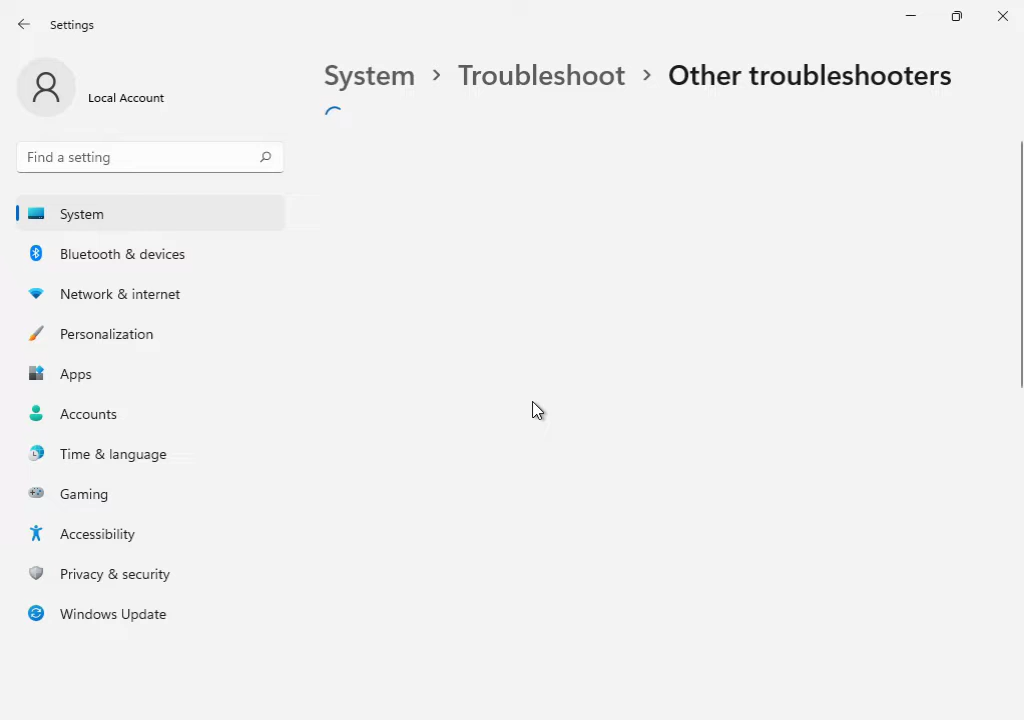 Settings
Local Account
Find a setting
System
Bluetooth & devices
Network & internet
Personalization
Apps
Accounts
Time & language
Gaming
Accessibility
Privacy & security
Windows Update
System › Troubleshoot › Other troubleshooters